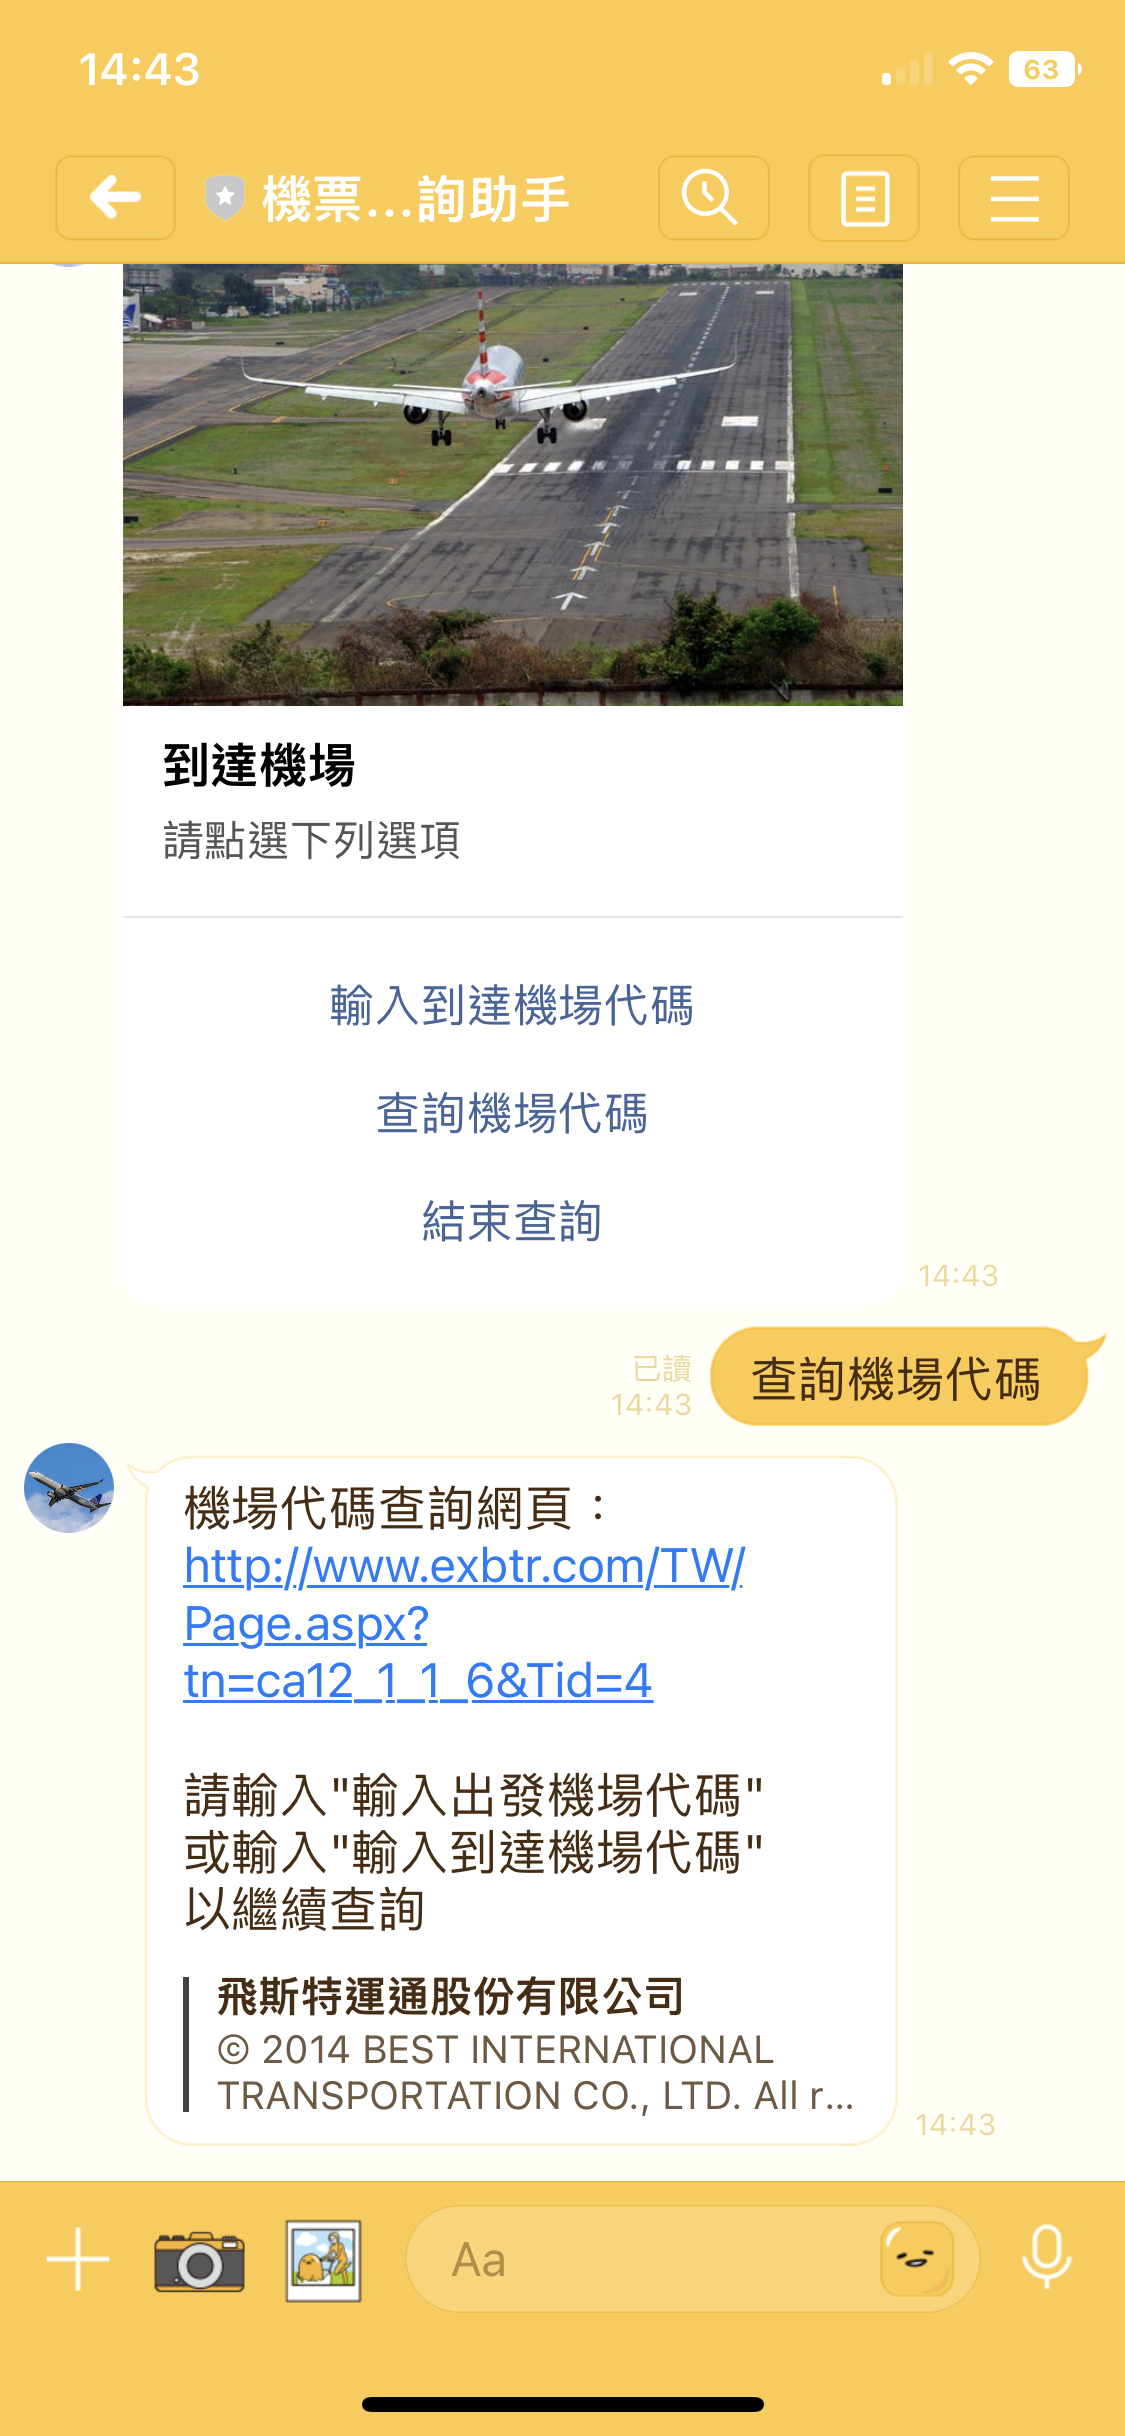 14:43
63
機票...詢助手
到達機場
請點選下列選項
輸入到達機場代碼
查詢機場代碼
結束查詢
14:43
已讀
14:43
查詢機場代碼
機場代碼查詢網頁：
http://www.exbtr.com/TW/
Page.aspx?
tn=ca12_1_1_6&Tid=4
請輸入"輸入出發機場代碼"
或輸入"輸入到達機場代碼"
以繼續查詢
飛斯特運通股份有限公司
© 2014 BEST INTERNATIONAL
TRANSPORTATION CO., LTD. All r...
14:43
Aa